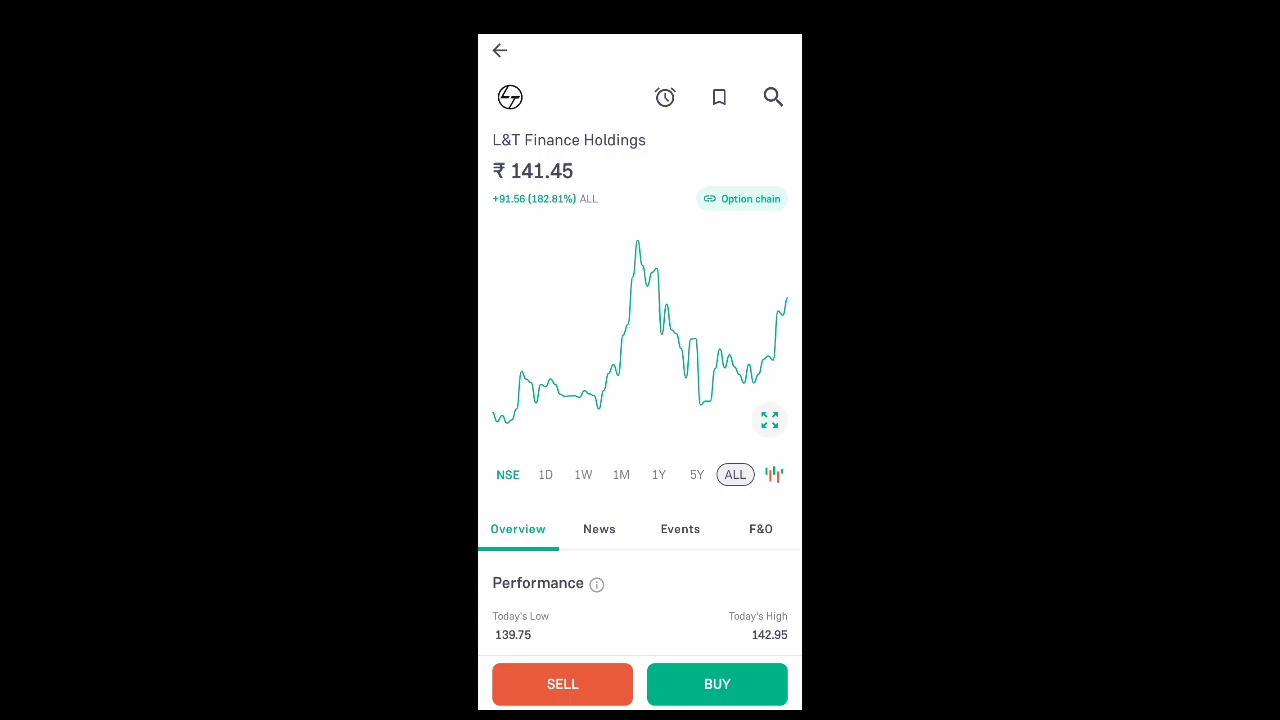 L&T Finance Holdings
₹ 141.45
+91.56 (182.81%) ALL
Option chain
NSE 1D 1W 1M 1Y 5Y ALL
Overview News Events F&O
Performance
Today's Low Today's High
139.75 142.95
SELL BUY